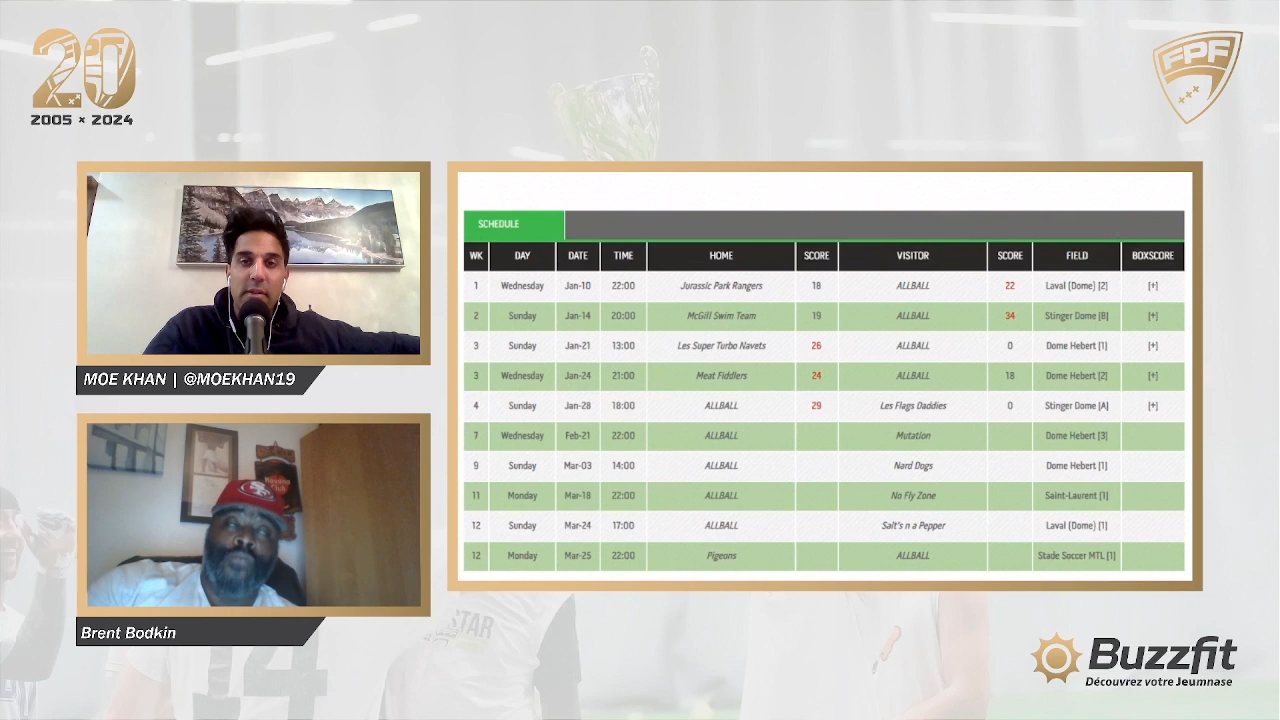 20
2005 × 2024
FPF
MOE KHAN | @MOEKHAN19
Brent Bodkin
SCHEDULE
WK DAY DATE TIME HOME SCORE VISITOR SCORE FIELD BOXSCORE
1 Wednesday Jan-10 22:00 Jurassic Park Rangers 18 ALLBALL 22 Laval (Dome) [2] [+]
2 Sunday Jan-14 20:00 McGill Swim Team 19 ALLBALL 34 Stinger Dome [B] [+]
3 Sunday Jan-21 13:00 Les Super Turbo Navets 26 ALLBALL 0 Dome Hebert [1] [+]
3 Wednesday Jan-24 21:00 Meat Fiddlers 24 ALLBALL 18 Dome Hebert [2] [+]
4 Sunday Jan-28 18:00 ALLBALL 29 Les Flags Daddies 0 Stinger Dome [A] [+]
7 Wednesday Feb-21 22:00 ALLBALL Mutation Dome Hebert [3]
9 Sunday Mar-03 14:00 ALLBALL Nard Dogs Dome Hebert [1]
11 Monday Mar-18 22:00 ALLBALL No Fly Zone Saint-Laurent [1]
12 Sunday Mar-24 17:00 ALLBALL Salt's n a Pepper Laval (Dome) [1]
12 Monday Mar-25 22:00 Pigeons ALLBALL Stade Soccer MTL [1]
STAR
14
Buzzfit
Découvrez votre Jeumnase